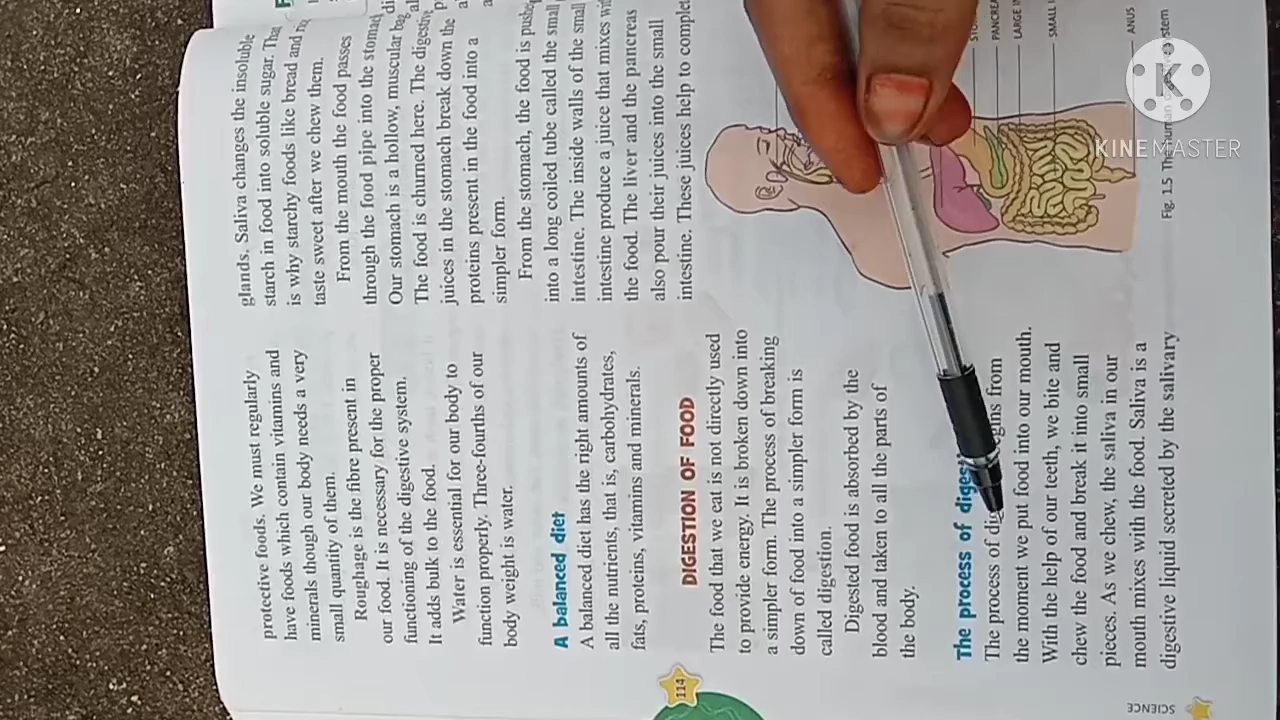 protective foods. We must regularly
have foods which contain vitamins and
minerals though our body needs a very
small quantity of them.
Roughage is the fibre present in
our food. It is necessary for the proper
functioning of the digestive system.
It adds bulk to the food.
Water is essential for our body to
function properly. Three-fourths of our
body weight is water.
A balanced diet
A balanced diet has the right amounts of
all the nutrients, that is, carbohydrates,
fats, proteins, vitamins and minerals.
DIGESTION OF FOOD
The food that we eat is not directly used
to provide energy. It is broken down into
a simpler form. The process of breaking
down of food into a simpler form is
called digestion.
Digested food is absorbed by the
blood and taken to all the parts of
the body.
The process of
The process of from
the moment we put food into our mouth.
With the help of our teeth, we bite and
chew the food and break it into small
pieces. As we chew, the saliva in our
mouth mixes with the food. Saliva is a
digestive liquid secreted by the salivary
glands. Saliva changes the insoluble
starch in food into soluble sugar.
is why starchy foods like bread and
taste sweet after we chew them.
From the mouth the food passes
through the food pipe into the
Our stomach is a hollow, muscular bag
The food is churned here. The
juices in the stomach break down the
proteins present in the food into a
simpler form.
From the stomach, the food is
into a long coiled tube called the small
intestine. The inside walls of the small
intestine produce a juice that mixes
the food. The liver and the pancreas
also pour their juices into the small
intestine. These juices help to
LARGE
SMALL
ANUS
Fig. 1.5 The human
114
SCIENCE
KINEMASTER